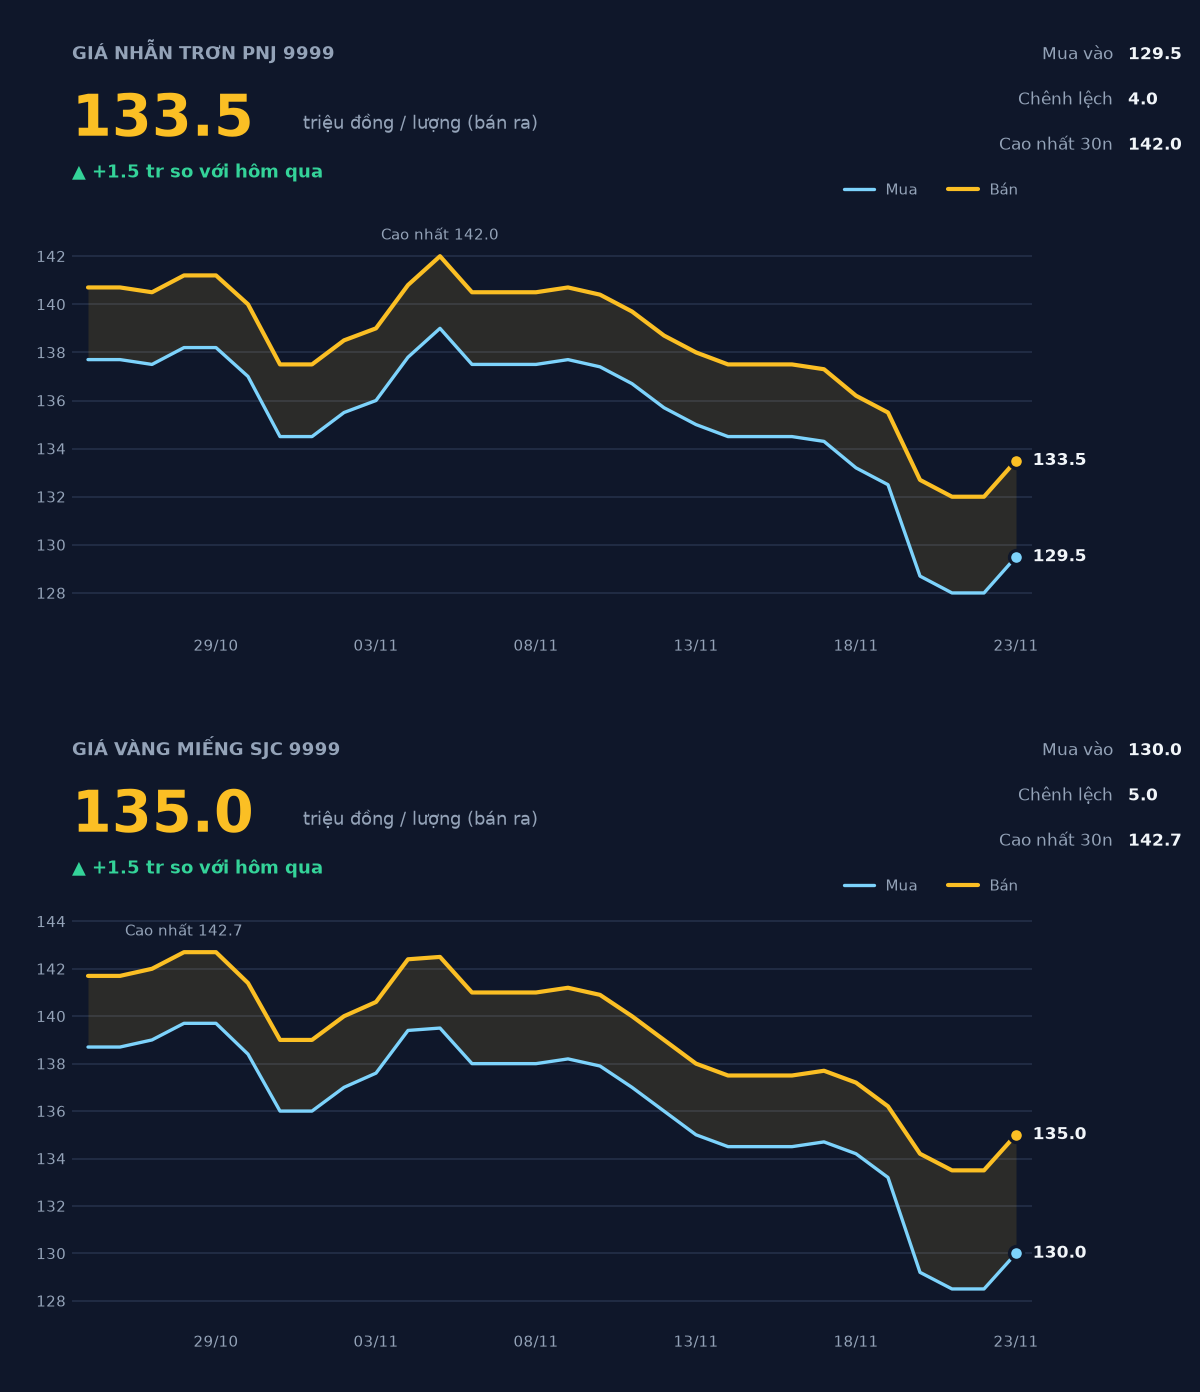 GIÁ NHẪN TRƠN PNJ 9999
133.5 triệu đồng / lượng (bán ra)
▲ +1.5 tr so với hôm qua
Mua vào 129.5
Chênh lệch 4.0
Cao nhất 30n 142.0
Mua Bán
Cao nhất 142.0
142
140
138
136
134
132
130
128
133.5
129.5
29/10 03/11 08/11 13/11 18/11 23/11
GIÁ VÀNG MIẾNG SJC 9999
135.0 triệu đồng / lượng (bán ra)
▲ +1.5 tr so với hôm qua
Mua vào 130.0
Chênh lệch 5.0
Cao nhất 30n 142.7
Mua Bán
Cao nhất 142.7
144
142
140
138
136
134
132
130
128
135.0
130.0
29/10 03/11 08/11 13/11 18/11 23/11